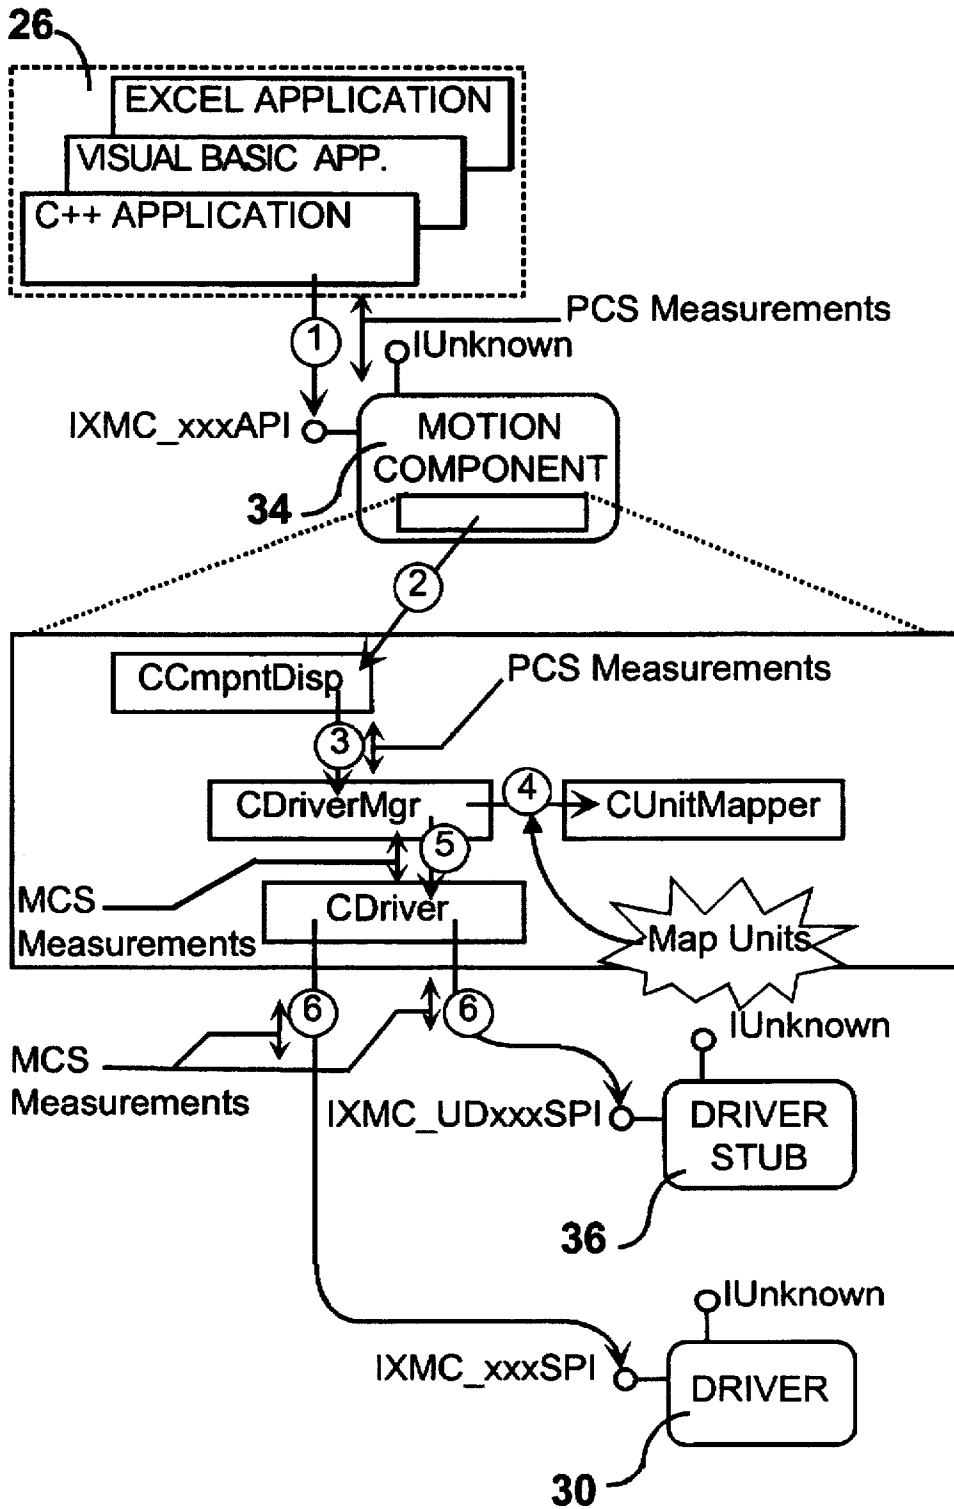 26
EXCEL APPLICATION
VISUAL BASIC APP.
C++ APPLICATION
PCS Measurements
1
IUnknown
IXMC_xxxAPI
MOTION
COMPONENT
34
2
CCmpntDisp
PCS Measurements
3
CDriverMgr
4
CUnitMapper
5
MCS
Measurements
CDriver
Map Units
6
6
IUnknown
MCS
Measurements
IXMC_UDxxxSPI
DRIVER
STUB
36
IUnknown
IXMC_xxxSPI
DRIVER
30